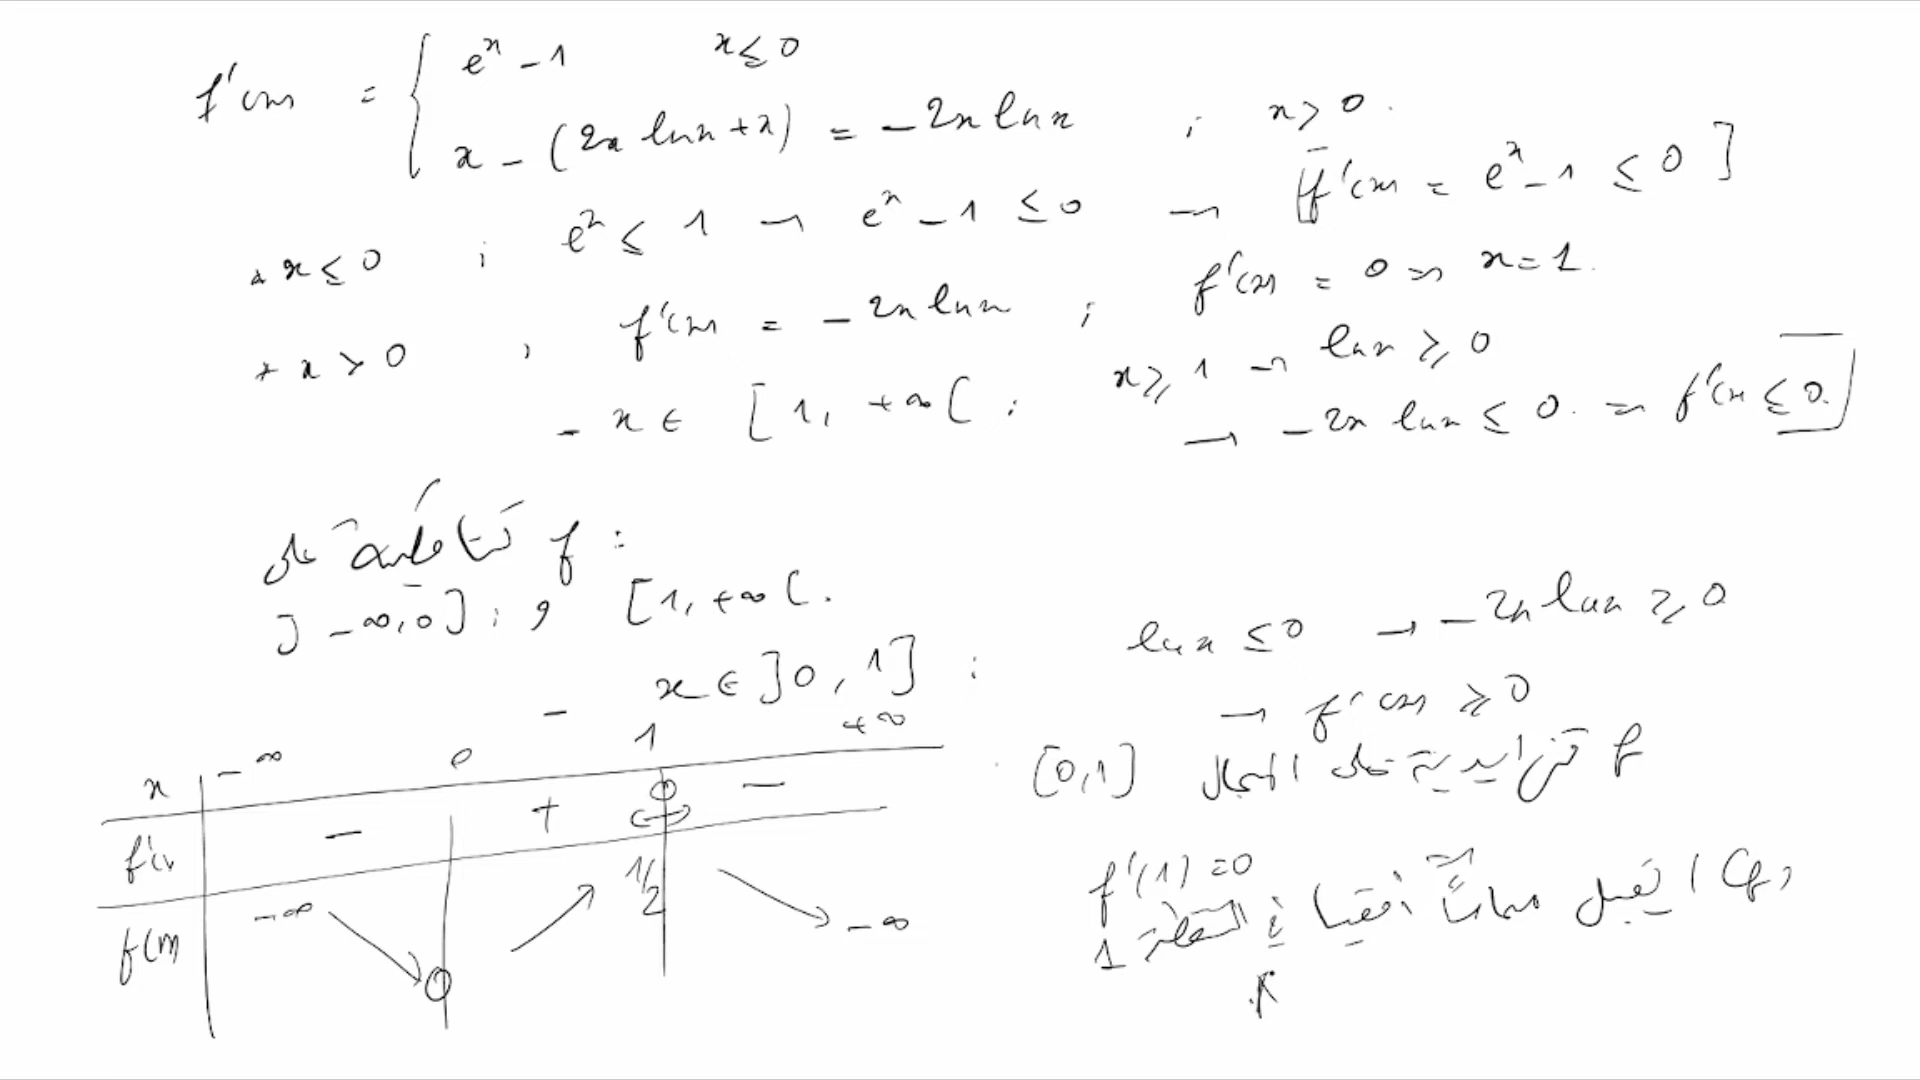 f'(x) = { e^x - 1     x ≤ 0
x - (2x ln x + x) = -2x ln x   ;   x > 0.
* x ≤ 0   ;   e^x ≤ 1 → e^x - 1 ≤ 0 → [f'(x) = e^x - 1 ≤ 0]
* x > 0   ,   f'(x) = -2x ln x   ;   f'(x) = 0 → x = 1.
- x ∈ [1, +∞[ :   x ≥ 1 → ln x ≥ 0
→ -2x ln x ≤ 0. → f'(x) ≤ 0.
f تناقصية على :
]-∞, 0] ; و [1, +∞[.
- x ∈ ]0, 1] :   ln x ≤ 0 → -2x ln x ≥ 0
→ f'(x) ≥ 0
f تزايدية على المجال [0,1]
x   -∞   0   1   +∞
f'(x)   -   +   0   -
f(x)   -∞   0   1/2   -∞
f'(1) = 0
(Cf) يقبل مماساً أفقيا في النقطة 1